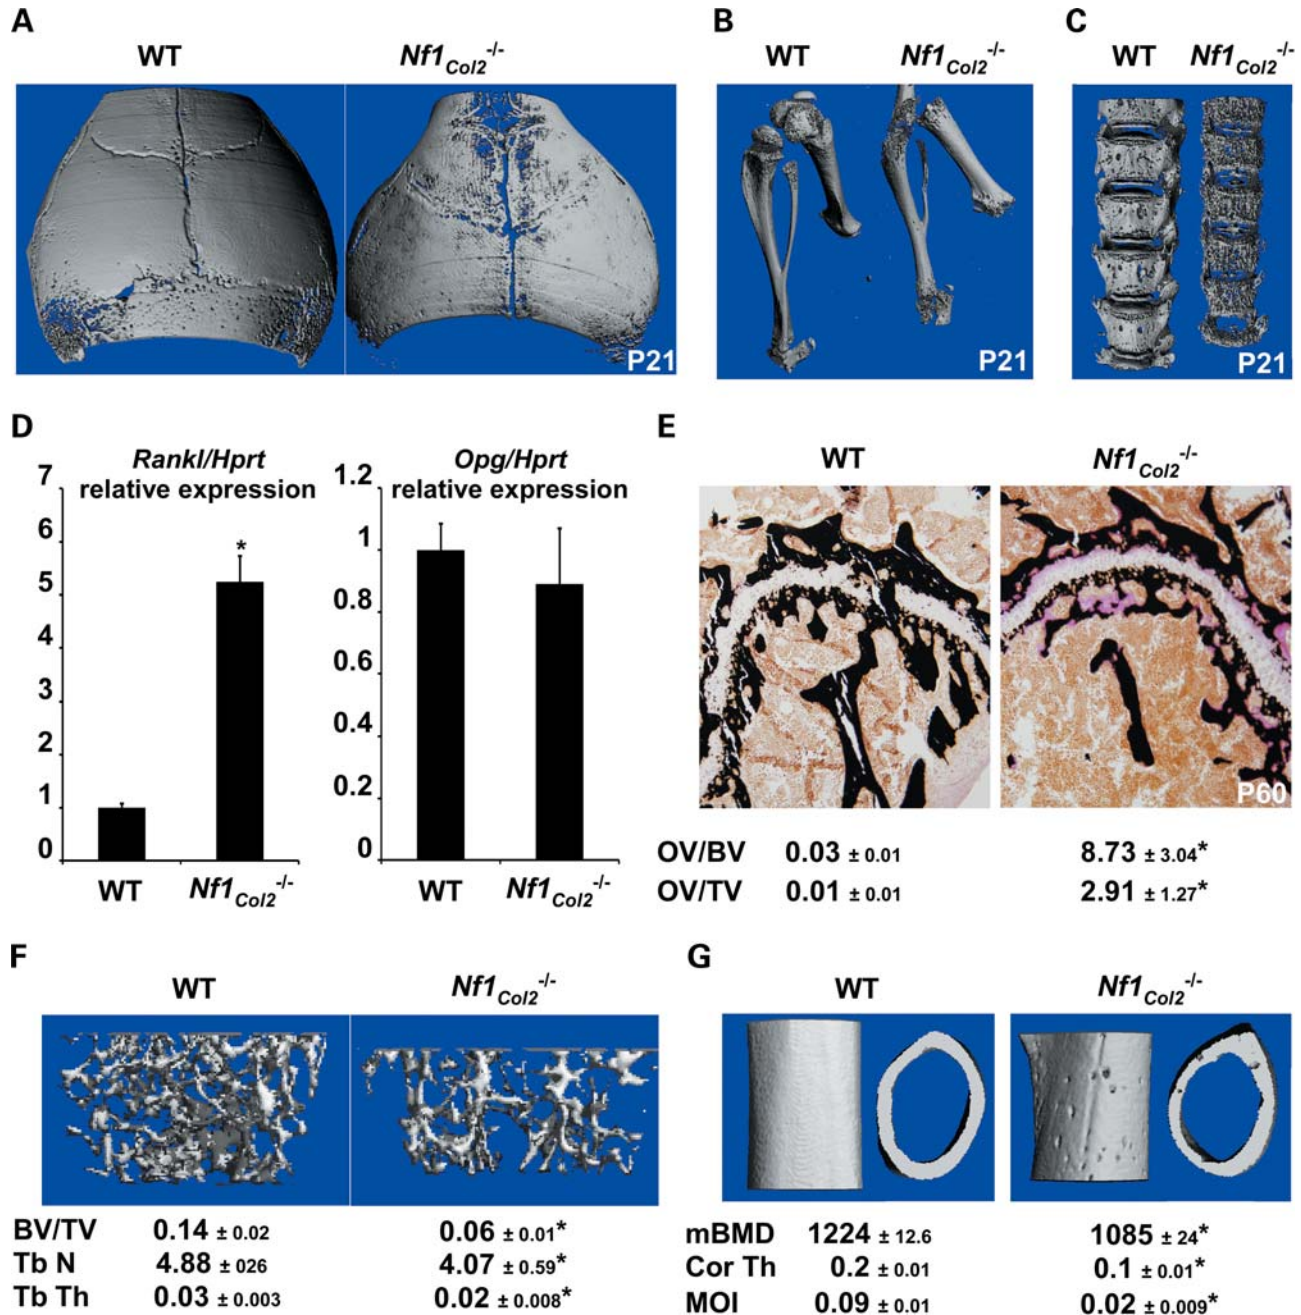 A
WT
Nf1Col2-/-
P21
B
WT
Nf1Col2-/-
P21
C
WT
Nf1Col2-/-
P21
D
Rankl/Hprt
relative expression
7
6
5
4
3
2
1
0
*
WT
Nf1Col2-/-
Opg/Hprt
relative expression
1.2
1
0.8
0.6
0.4
0.2
0
WT
Nf1Col2-/-
E
WT
Nf1Col2-/-
P60
OV/BV 0.03 ± 0.01 8.73 ± 3.04*
OV/TV 0.01 ± 0.01 2.91 ± 1.27*
F
WT
Nf1Col2-/-
BV/TV 0.14 ± 0.02 0.06 ± 0.01*
Tb N 4.88 ± 026 4.07 ± 0.59*
Tb Th 0.03 ± 0.003 0.02 ± 0.008*
G
WT
Nf1Col2-/-
mBMD 1224 ± 12.6 1085 ± 24*
Cor Th 0.2 ± 0.01 0.1 ± 0.01*
MOI 0.09 ± 0.01 0.02 ± 0.009*